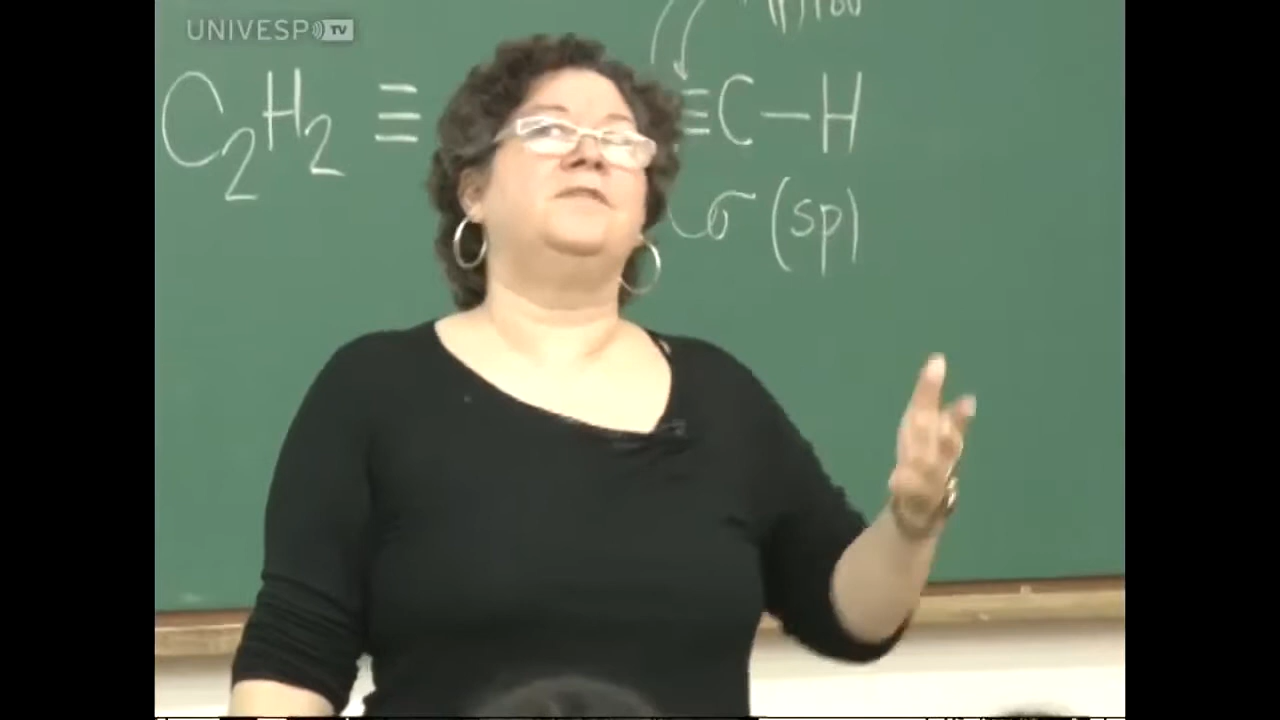 UNIVESP TV
C₂H₂ ≡ ≡C—H
σ (sp)